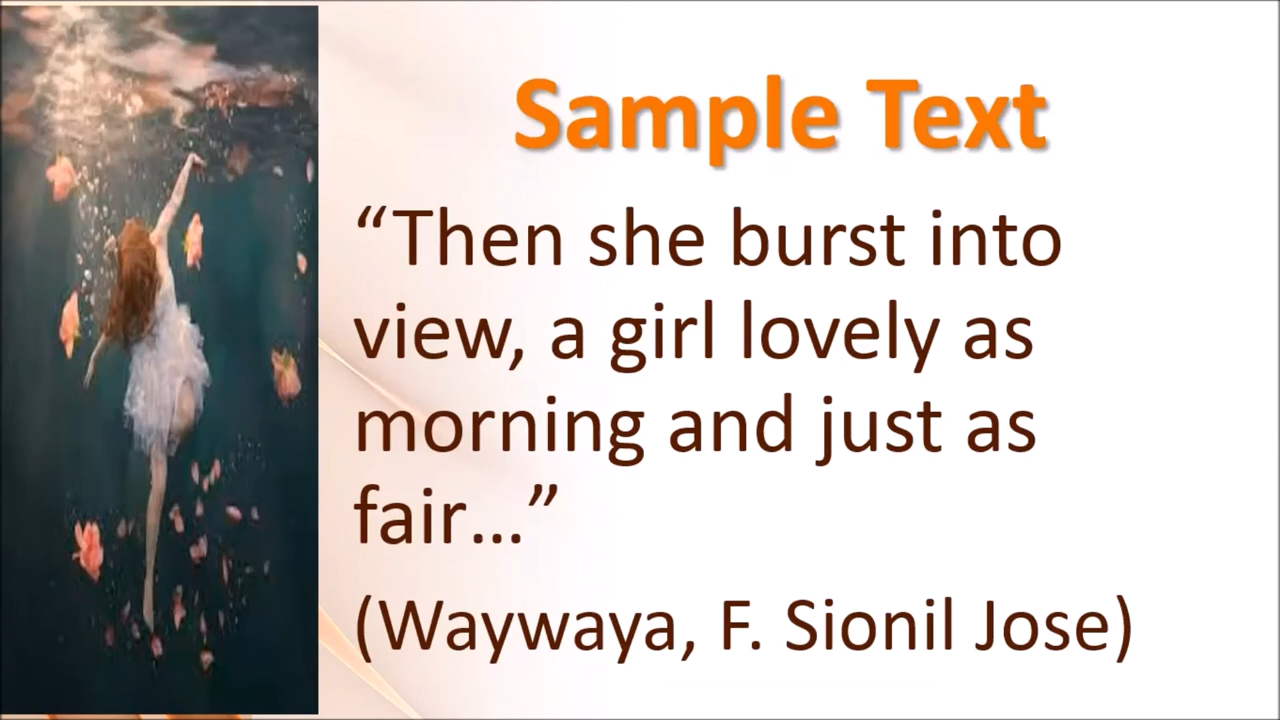 Sample Text
“Then she burst into
view, a girl lovely as
morning and just as
fair...”
(Waywaya, F. Sionil Jose)